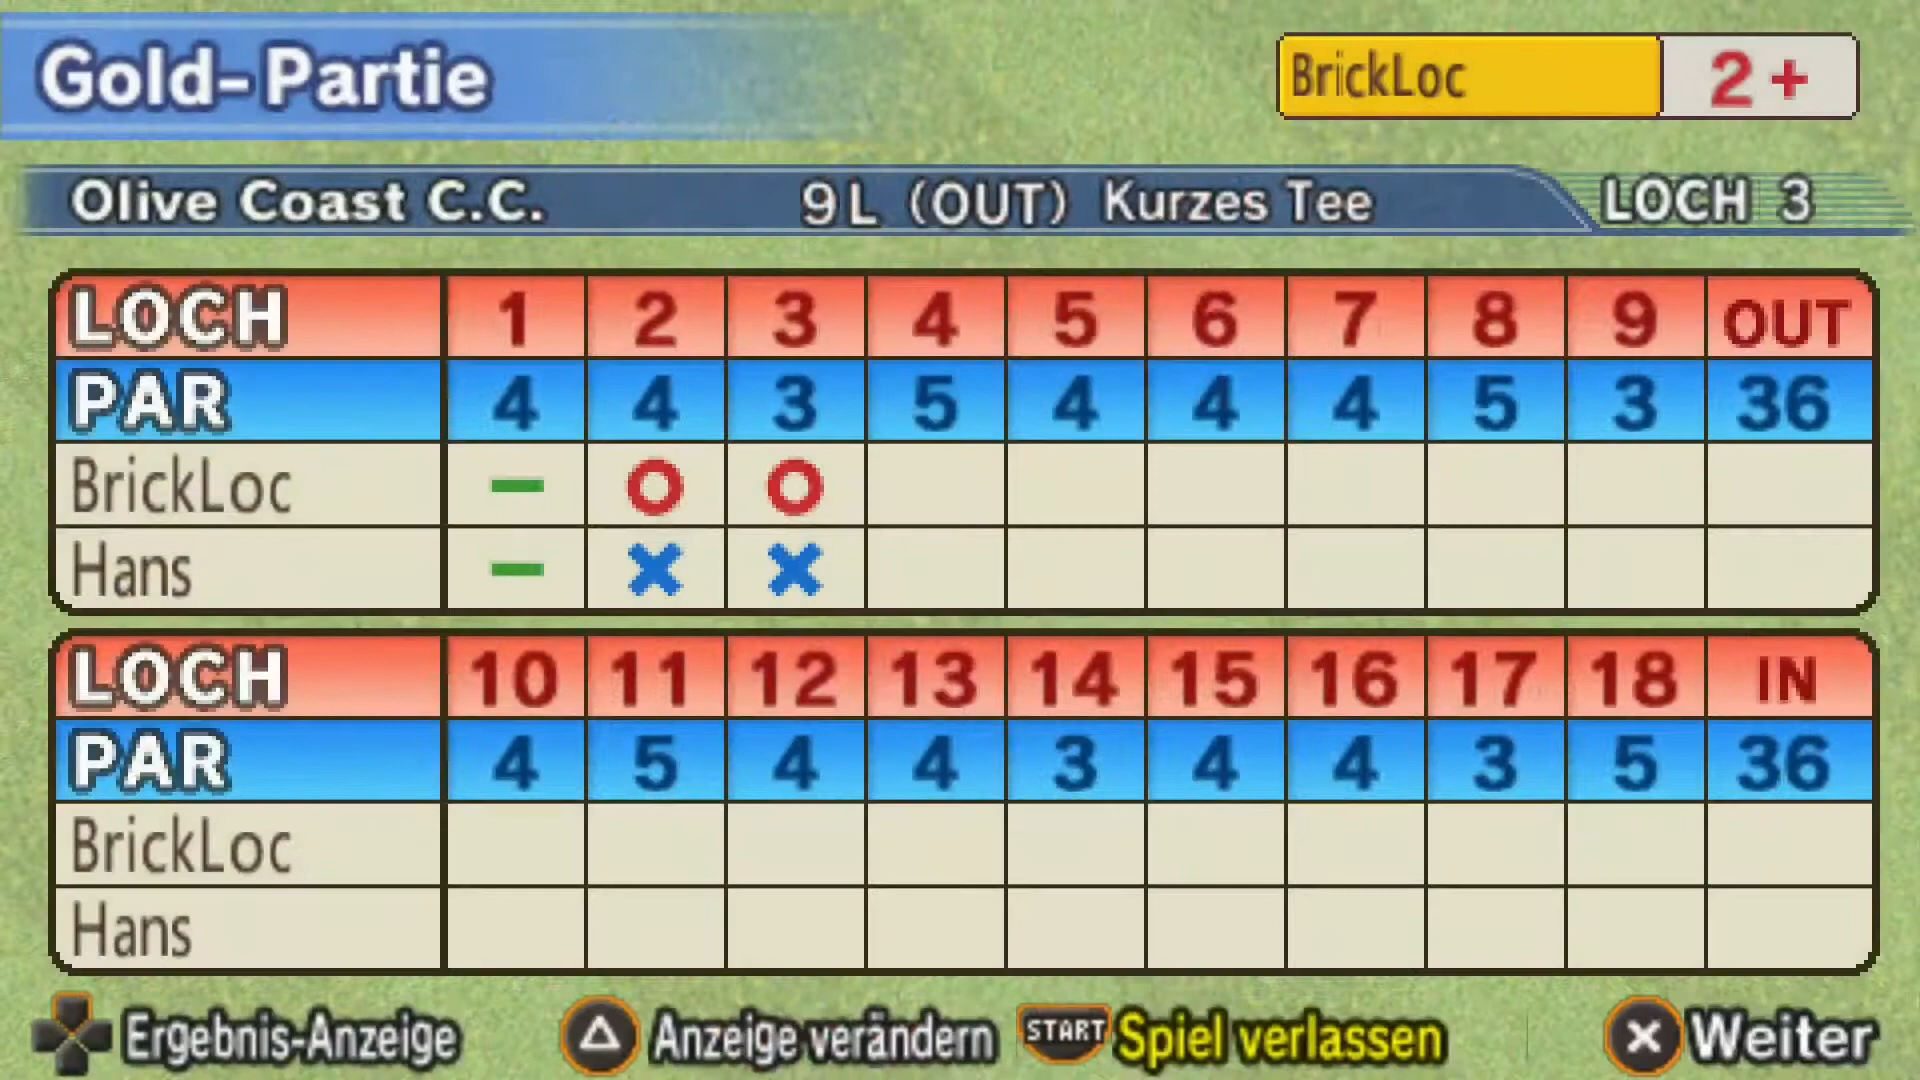 Gold-Partie
BrickLoc 2+
Olive Coast C.C. 9L (OUT) Kurzes Tee LOCH 3
LOCH 1 2 3 4 5 6 7 8 9 OUT
PAR 4 4 3 5 4 4 4 5 3 36
BrickLoc – O O
Hans – × ×
LOCH 10 11 12 13 14 15 16 17 18 IN
PAR 4 5 4 4 3 4 4 3 5 36
BrickLoc
Hans
Ergebnis-Anzeige Anzeige verändern START Spiel verlassen Weiter